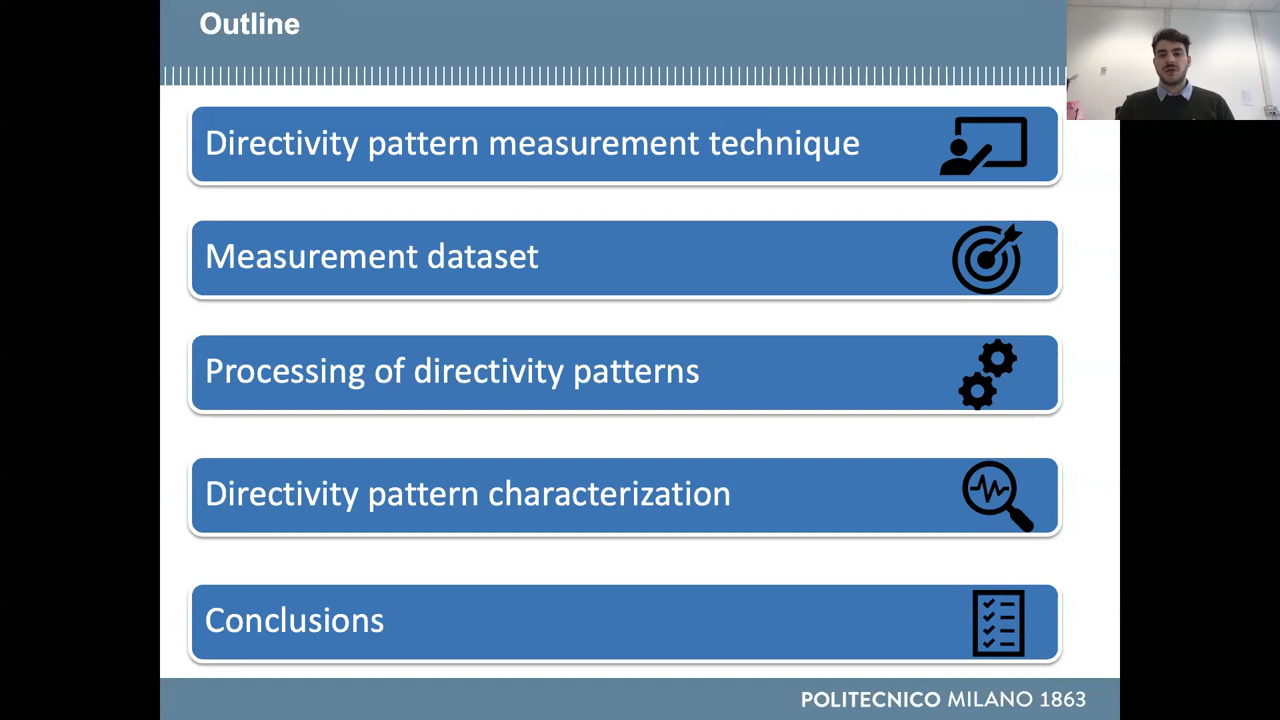 Outline
Directivity pattern measurement technique
Measurement dataset
Processing of directivity patterns
Directivity pattern characterization
Conclusions
POLITECNICO MILANO 1863